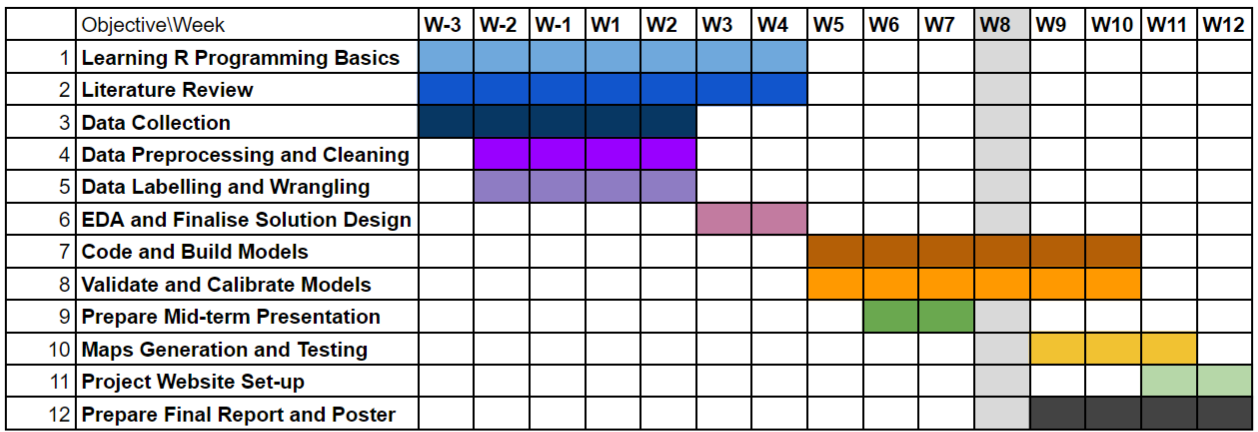 Objective\Week W-3 W-2 W-1 W1 W2 W3 W4 W5 W6 W7 W8 W9 W10 W11 W12
1 Learning R Programming Basics
2 Literature Review
3 Data Collection
4 Data Preprocessing and Cleaning
5 Data Labelling and Wrangling
6 EDA and Finalise Solution Design
7 Code and Build Models
8 Validate and Calibrate Models
9 Prepare Mid-term Presentation
10 Maps Generation and Testing
11 Project Website Set-up
12 Prepare Final Report and Poster